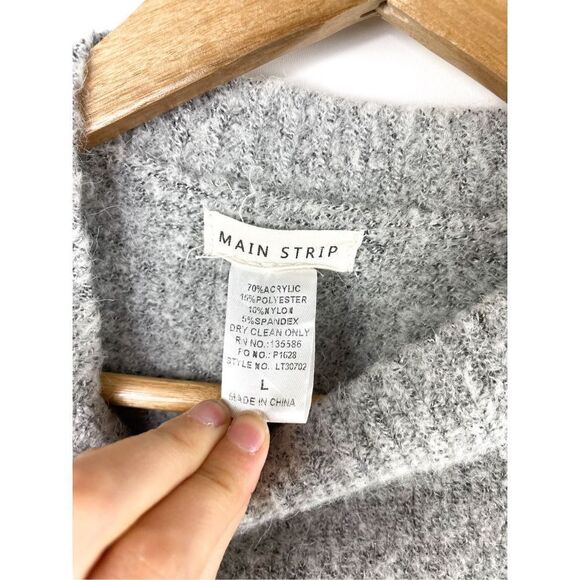 MAIN STRIP
70%ACRYLIC
15%POLYESTER
10%NYLON
5%SPANDEX
DRY CLEAN ONLY
RN NO.:135586
PO NO.: P1628
STYLE NO. LT30702
L
MADE IN CHINA